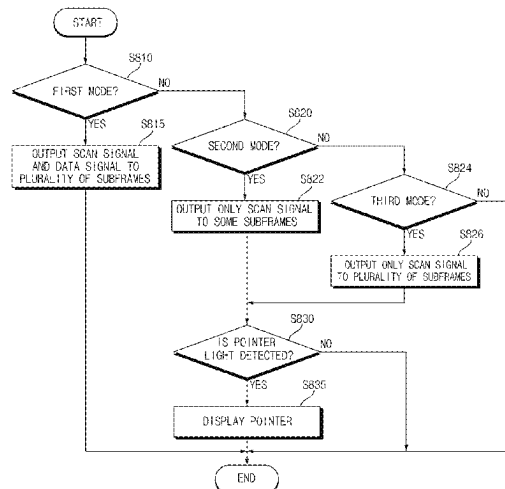 START
S810
FIRST MODE?
NO
YES
S815
OUTPUT SCAN SIGNAL
AND DATA SIGNAL TO
PLURALITY OF SUBFRAMES
S820
SECOND MODE?
NO
YES
S822
OUTPUT ONLY SCAN SIGNAL
TO SOME SUBFRAMES
S824
THIRD MODE?
NO
YES
S826
OUTPUT ONLY SCAN SIGNAL
TO PLURALITY OF SUBFRAMES
S830
IS POINTER
LIGHT DETECTED?
NO
YES
S835
DISPLAY POINTER
END